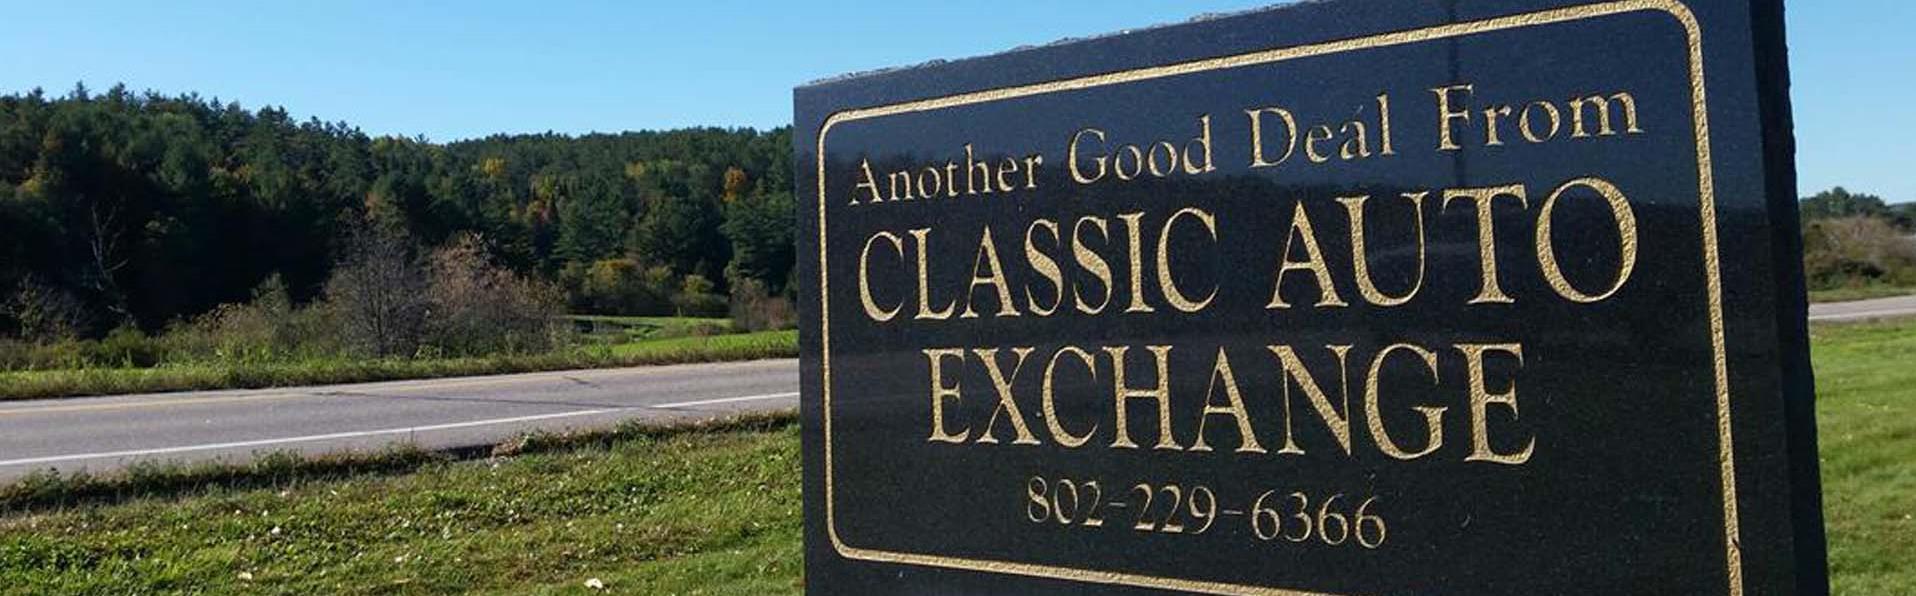 Another Good Deal From
CLASSIC AUTO
EXCHANGE
802-229-6366